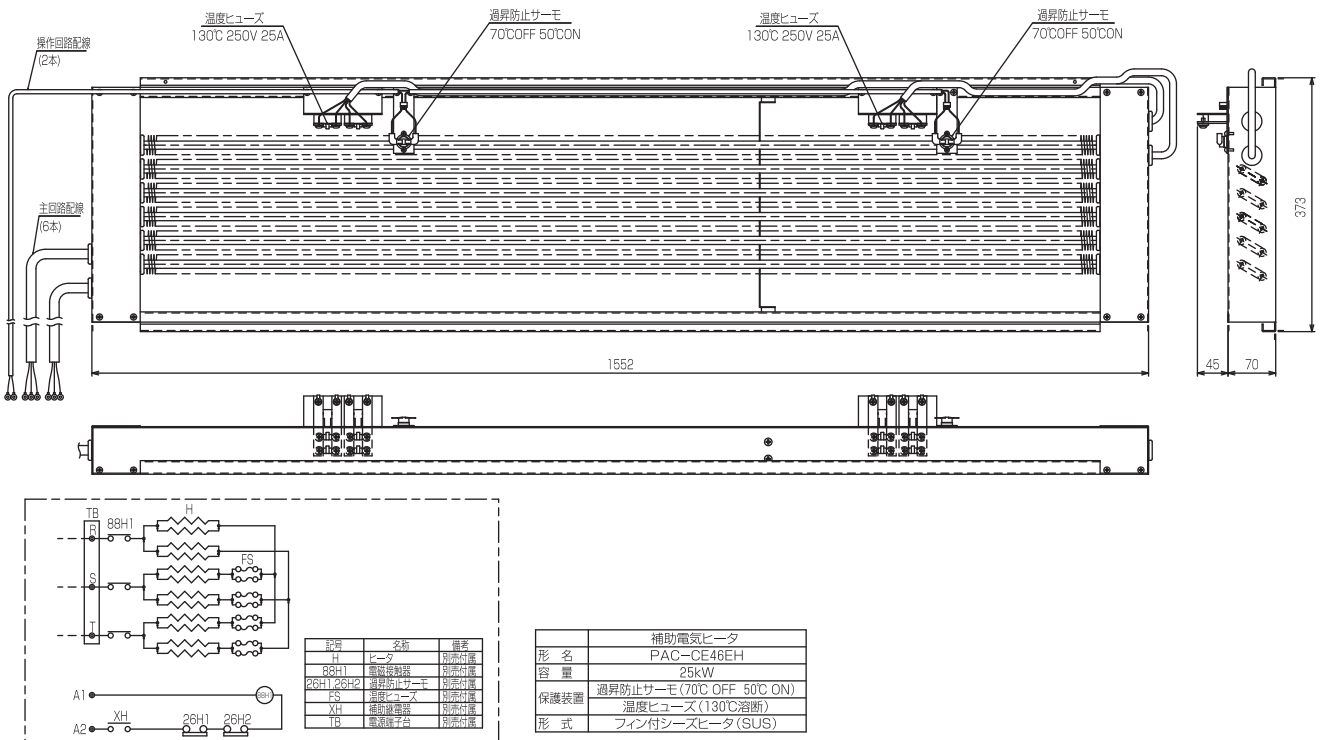 温度ヒューズ
130℃ 250V 25A
過昇防止サーモ
70℃OFF 50℃ON
温度ヒューズ
130℃ 250V 25A
過昇防止サーモ
70℃OFF 50℃ON
操作回路配線
(2本)
主回路配線
(6本)
373
1552
45
70
TB
R
88H1
H
S
FS
T
A1
88H1
A2
XH
26H1
26H2
記号 名称 備考
H ヒータ 別売付属
88H1 電磁接触器 別売付属
26H1,26H2 過昇防止サーモ 別売付属
FS 温度ヒューズ 別売付属
XH 補助継電器 別売付属
TB 電源端子台 別売付属
補助電気ヒータ
形 名 PAC-CE46EH
容 量 25kW
保護装置 過昇防止サーモ(70℃ OFF 50℃ ON)
温度ヒューズ(130℃溶断)
形 式 フィン付シーズヒータ(SUS)